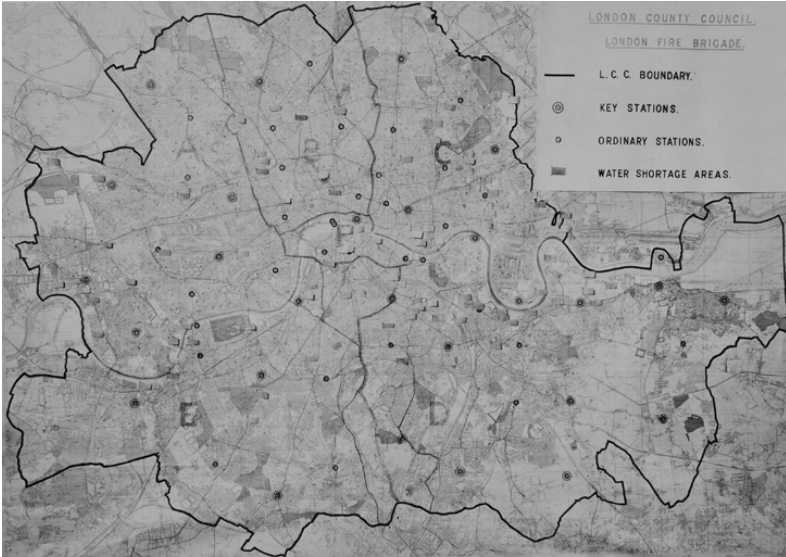 LONDON COUNTY COUNCIL.
LONDON FIRE BRIGADE.
L. C. C. BOUNDARY.
KEY STATIONS.
ORDINARY STATIONS.
WATER SHORTAGE AREAS.
A
B
C
E
D